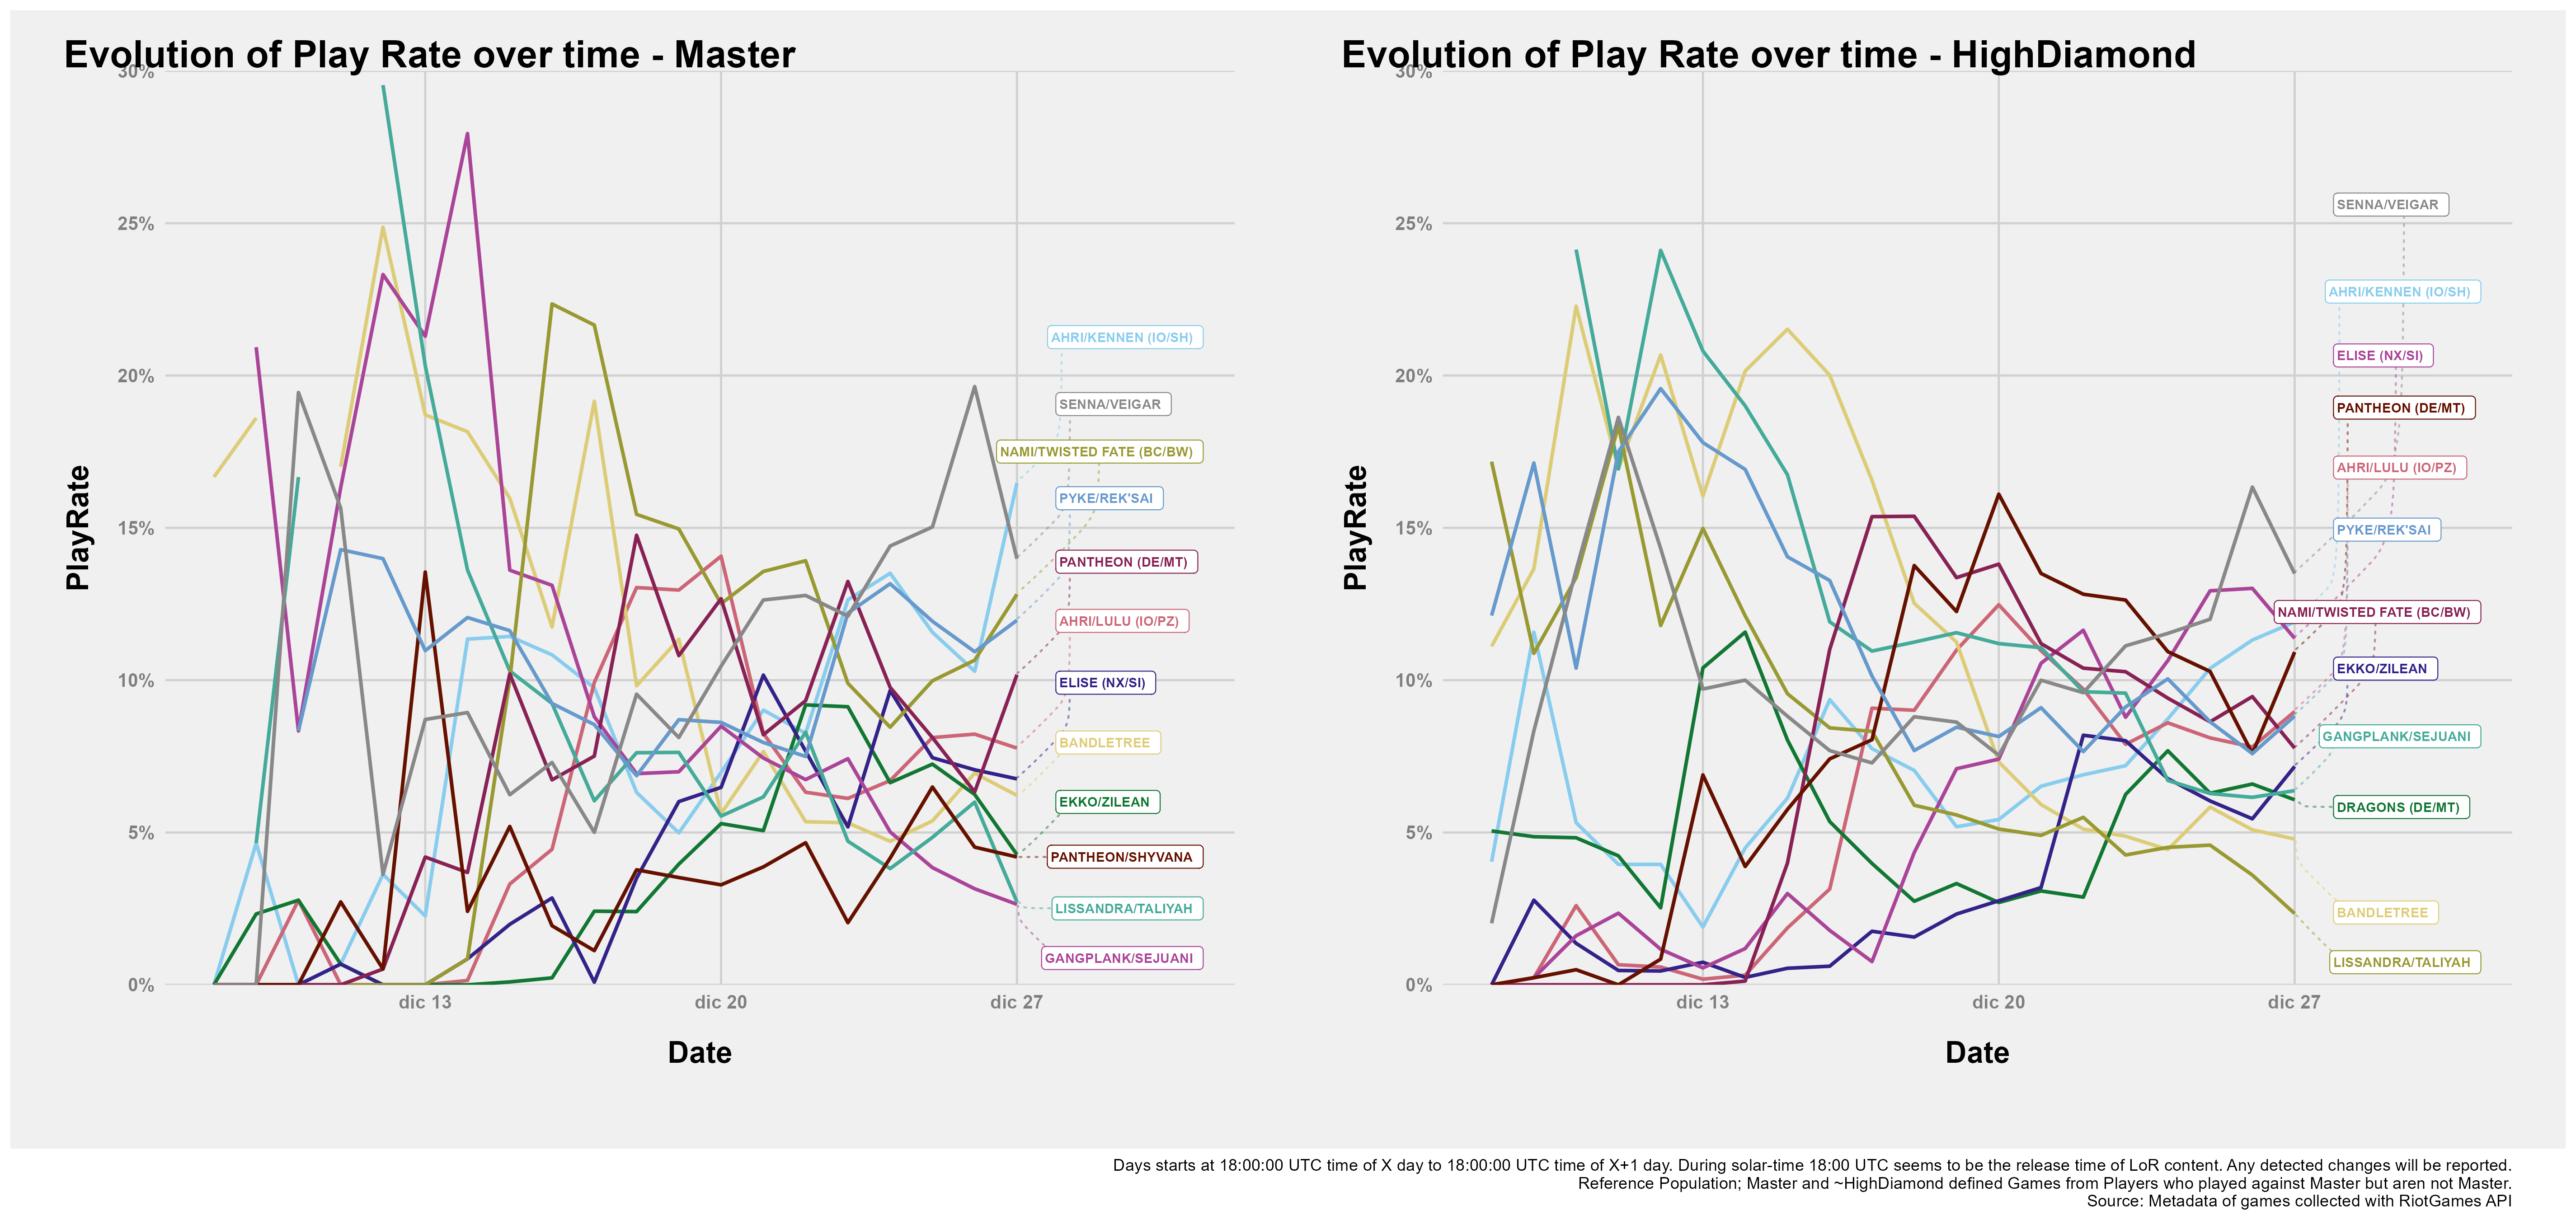 Evolution of Play Rate over time - Master
30%
25%
20%
15%
10%
5%
0%
PlayRate
dic 13
dic 20
dic 27
Date
AHRI/KENNEN (IO/SH)
SENNA/VEIGAR
NAMI/TWISTED FATE (BC/BW)
PYKE/REK'SAI
PANTHEON (DE/MT)
AHRI/LULU (IO/PZ)
ELISE (NX/SI)
BANDLETREE
EKKO/ZILEAN
PANTHEON/SHYVANA
LISSANDRA/TALIYAH
GANGPLANK/SEJUANI
Evolution of Play Rate over time - HighDiamond
30%
25%
20%
15%
10%
5%
0%
PlayRate
dic 13
dic 20
dic 27
Date
SENNA/VEIGAR
AHRI/KENNEN (IO/SH)
ELISE (NX/SI)
PANTHEON (DE/MT)
AHRI/LULU (IO/PZ)
PYKE/REK'SAI
NAMI/TWISTED FATE (BC/BW)
EKKO/ZILEAN
GANGPLANK/SEJUANI
DRAGONS (DE/MT)
BANDLETREE
LISSANDRA/TALIYAH
Days starts at 18:00:00 UTC time of X day to 18:00:00 UTC time of X+1 day. During solar-time 18:00 UTC seems to be the release time of LoR content. Any detected changes will be reported.
Reference Population; Master and ~HighDiamond defined Games from Players who played against Master but aren not Master.
Source: Metadata of games collected with RiotGames API